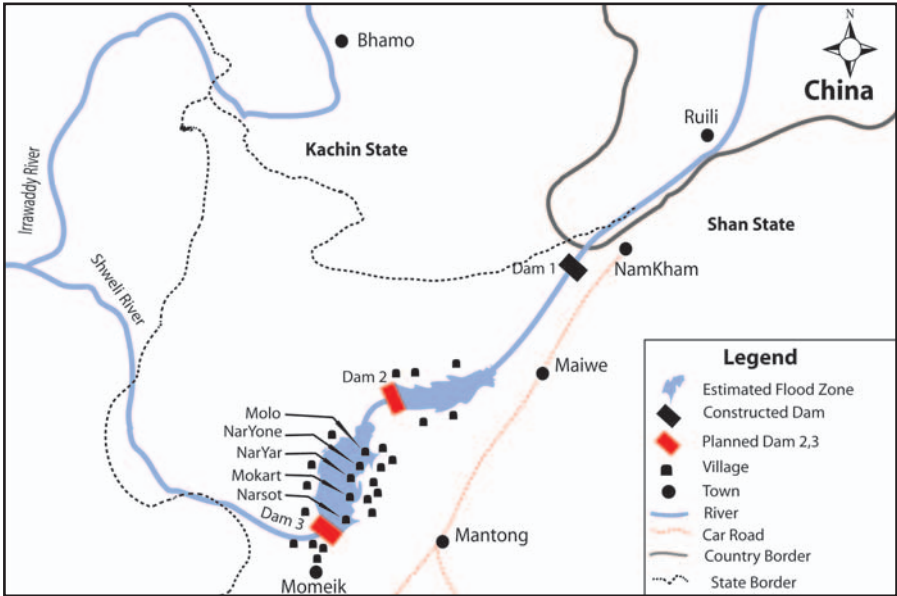 N
Bhamo
China
Ruili
Kachin State
Irrawaddy River
Shan State
Dam 1
NamKham
Shweli River
Maiwe
Dam 2
Molo
NarYone
NarYar
Mokart
Narsot
Dam 3
Mantong
Momeik
Legend
Estimated Flood Zone
Constructed Dam
Planned Dam 2,3
Village
Town
River
Car Road
Country Border
State Border